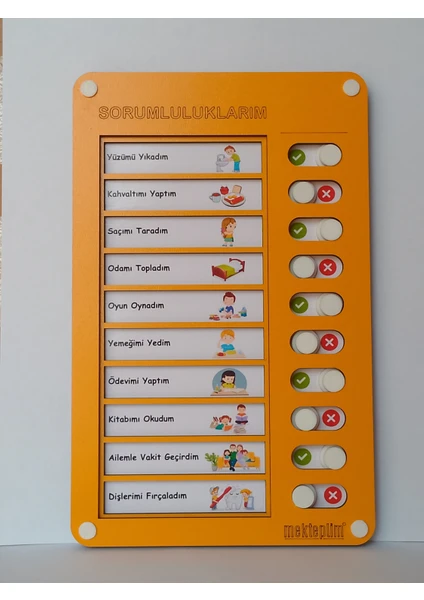 SORUMLULUKLARIM
Yüzümü Yıkadım
Kahvaltımı Yaptım
Saçımı Taradım
Odamı Topladım
Oyun Oynadım
Yemeğimi Yedim
Ödevimi Yaptım
Kitabımı Okudum
Ailemle Vakit Geçirdim
Dişlerimi Fırçaladım
mekteplim